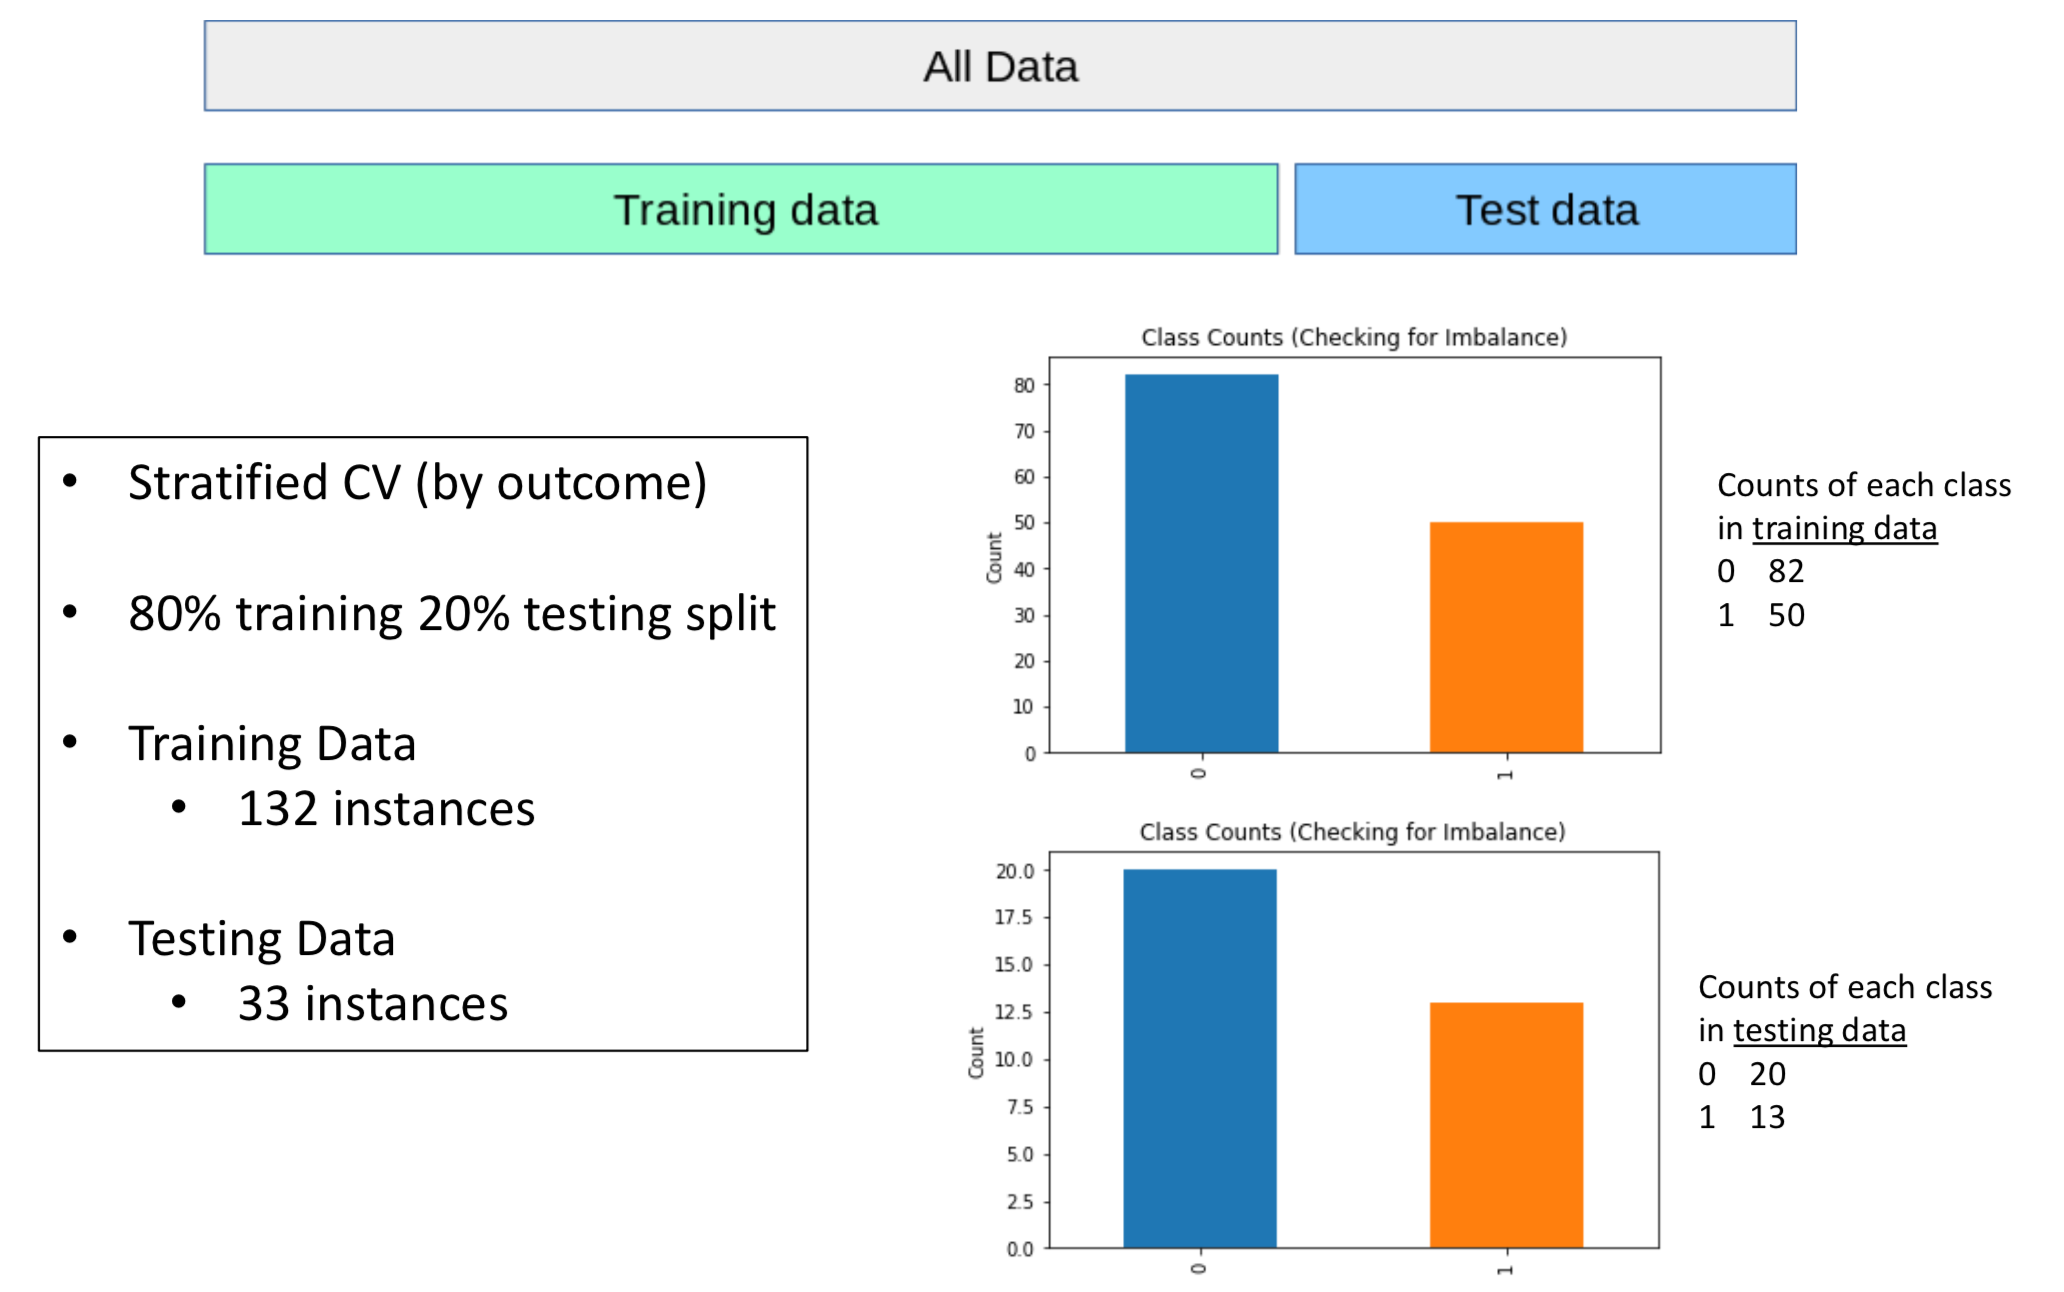 All Data
Training data
Test data
• Stratified CV (by outcome)
• 80% training 20% testing split
• Training Data
• 132 instances
• Testing Data
• 33 instances
Class Counts (Checking for Imbalance)
Count
80
70
60
50
40
30
20
10
0
0
1
Counts of each class
in training data
0 82
1 50
Class Counts (Checking for Imbalance)
Count
20.0
17.5
15.0
12.5
10.0
7.5
5.0
2.5
0.0
0
1
Counts of each class
in testing data
0 20
1 13